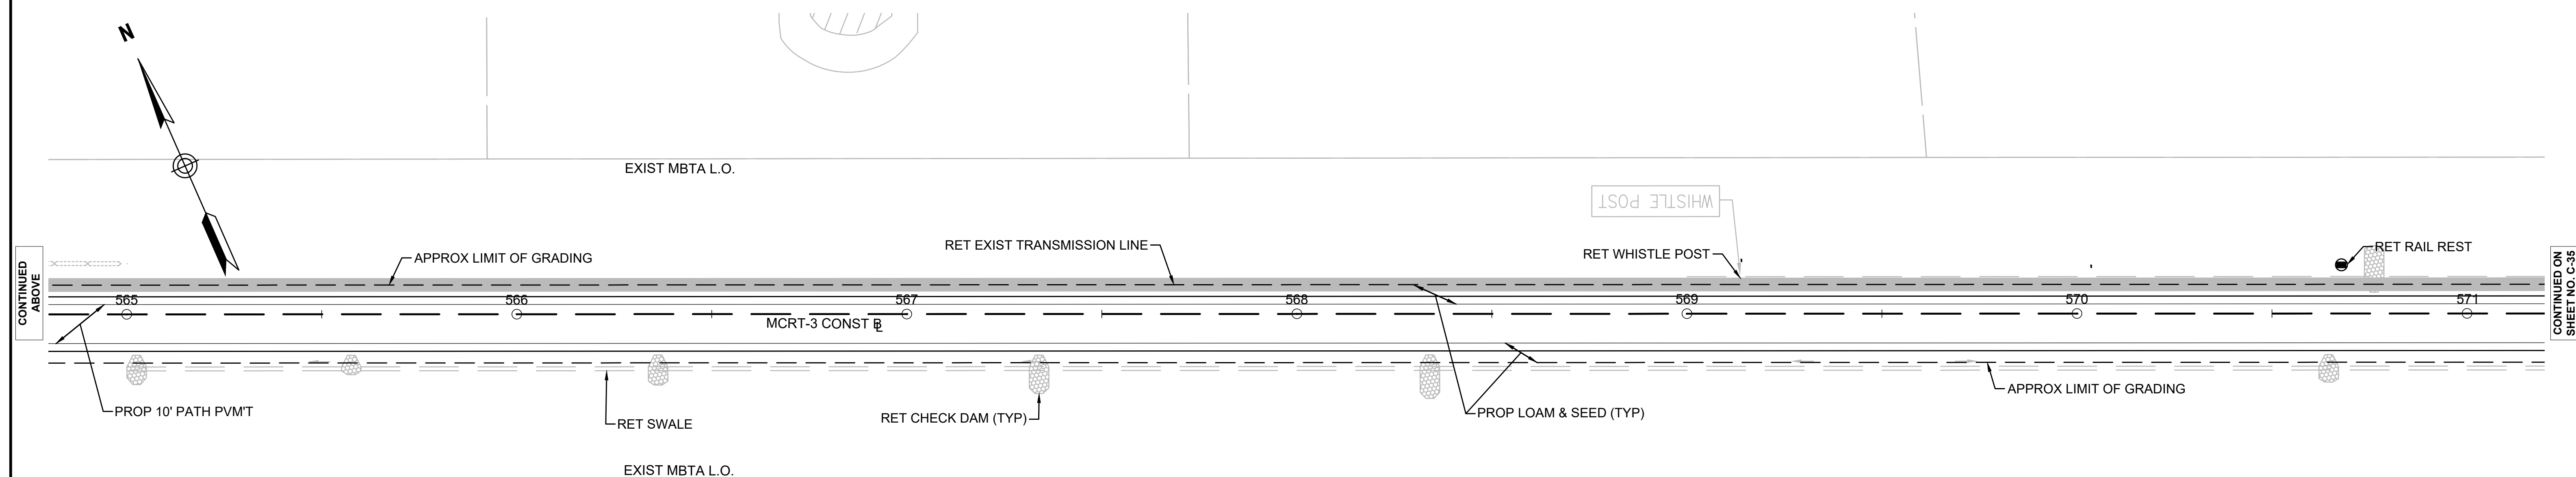 N
EXIST MBTA L.O.
WHISTLE POST
RET EXIST TRANSMISSION LINE
RET RAIL REST
RET WHISTLE POST
APPROX LIMIT OF GRADING
CONTINUED
ABOVE
CONTINUED ON
SHEET NO. C-35
565
566
567
568
569
570
571
MCRT-3 CONST BL
APPROX LIMIT OF GRADING
PROP 10' PATH PVM'T
PROP LOAM & SEED (TYP)
RET CHECK DAM (TYP)
RET SWALE
EXIST MBTA L.O.